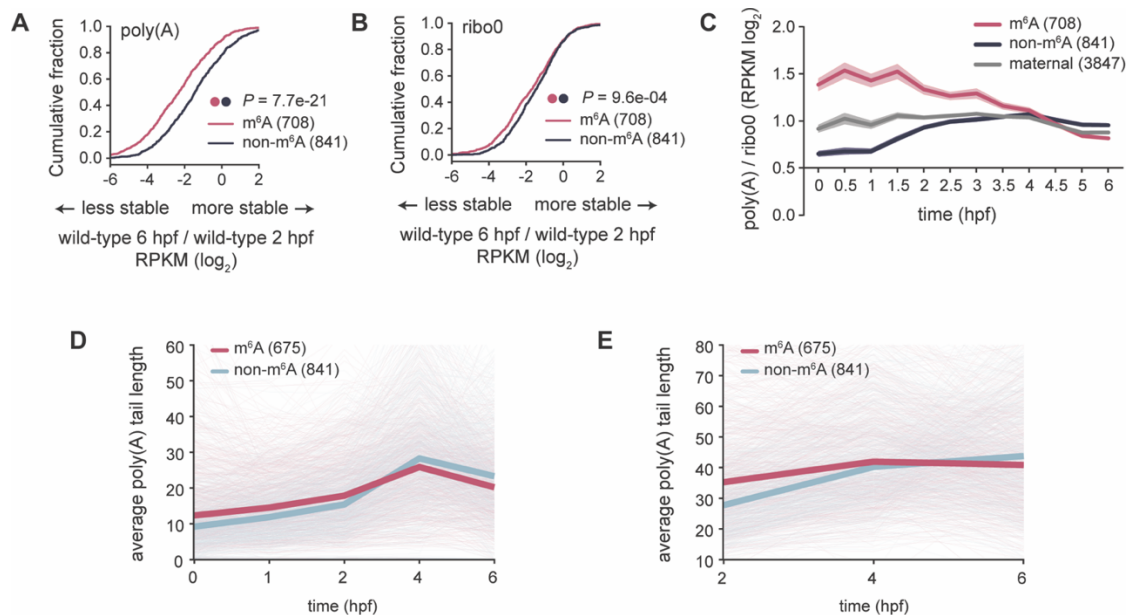 A
poly(A)
Cumulative fraction
1.0
0.8
0.6
0.4
0.2
0.0
P = 7.7e-21
m⁶A (708)
non-m⁶A (841)
-6 -4 -2 0 2
← less stable more stable →
wild-type 6 hpf / wild-type 2 hpf
RPKM (log₂)
B
ribo0
Cumulative fraction
1.0
0.8
0.6
0.4
0.2
0.0
P = 9.6e-04
m⁶A (708)
non-m⁶A (841)
-6 -4 -2 0 2
← less stable more stable →
wild-type 6 hpf / wild-type 2 hpf
RPKM (log₂)
C
poly(A) / ribo0 (RPKM log₂)
m⁶A (708)
non-m⁶A (841)
maternal (3847)
2.0
1.5
1.0
0.5
0.0
0 0.5 1 1.5 2 2.5 3 3.5 4 4.5 5 6
time (hpf)
D
average poly(A) tail length
m⁶A (675)
non-m⁶A (841)
60
50
40
30
20
10
0
0 1 2 4 6
time (hpf)
E
average poly(A) tail length
m⁶A (675)
non-m⁶A (841)
80
70
60
50
40
30
20
10
2 4 6
time (hpf)